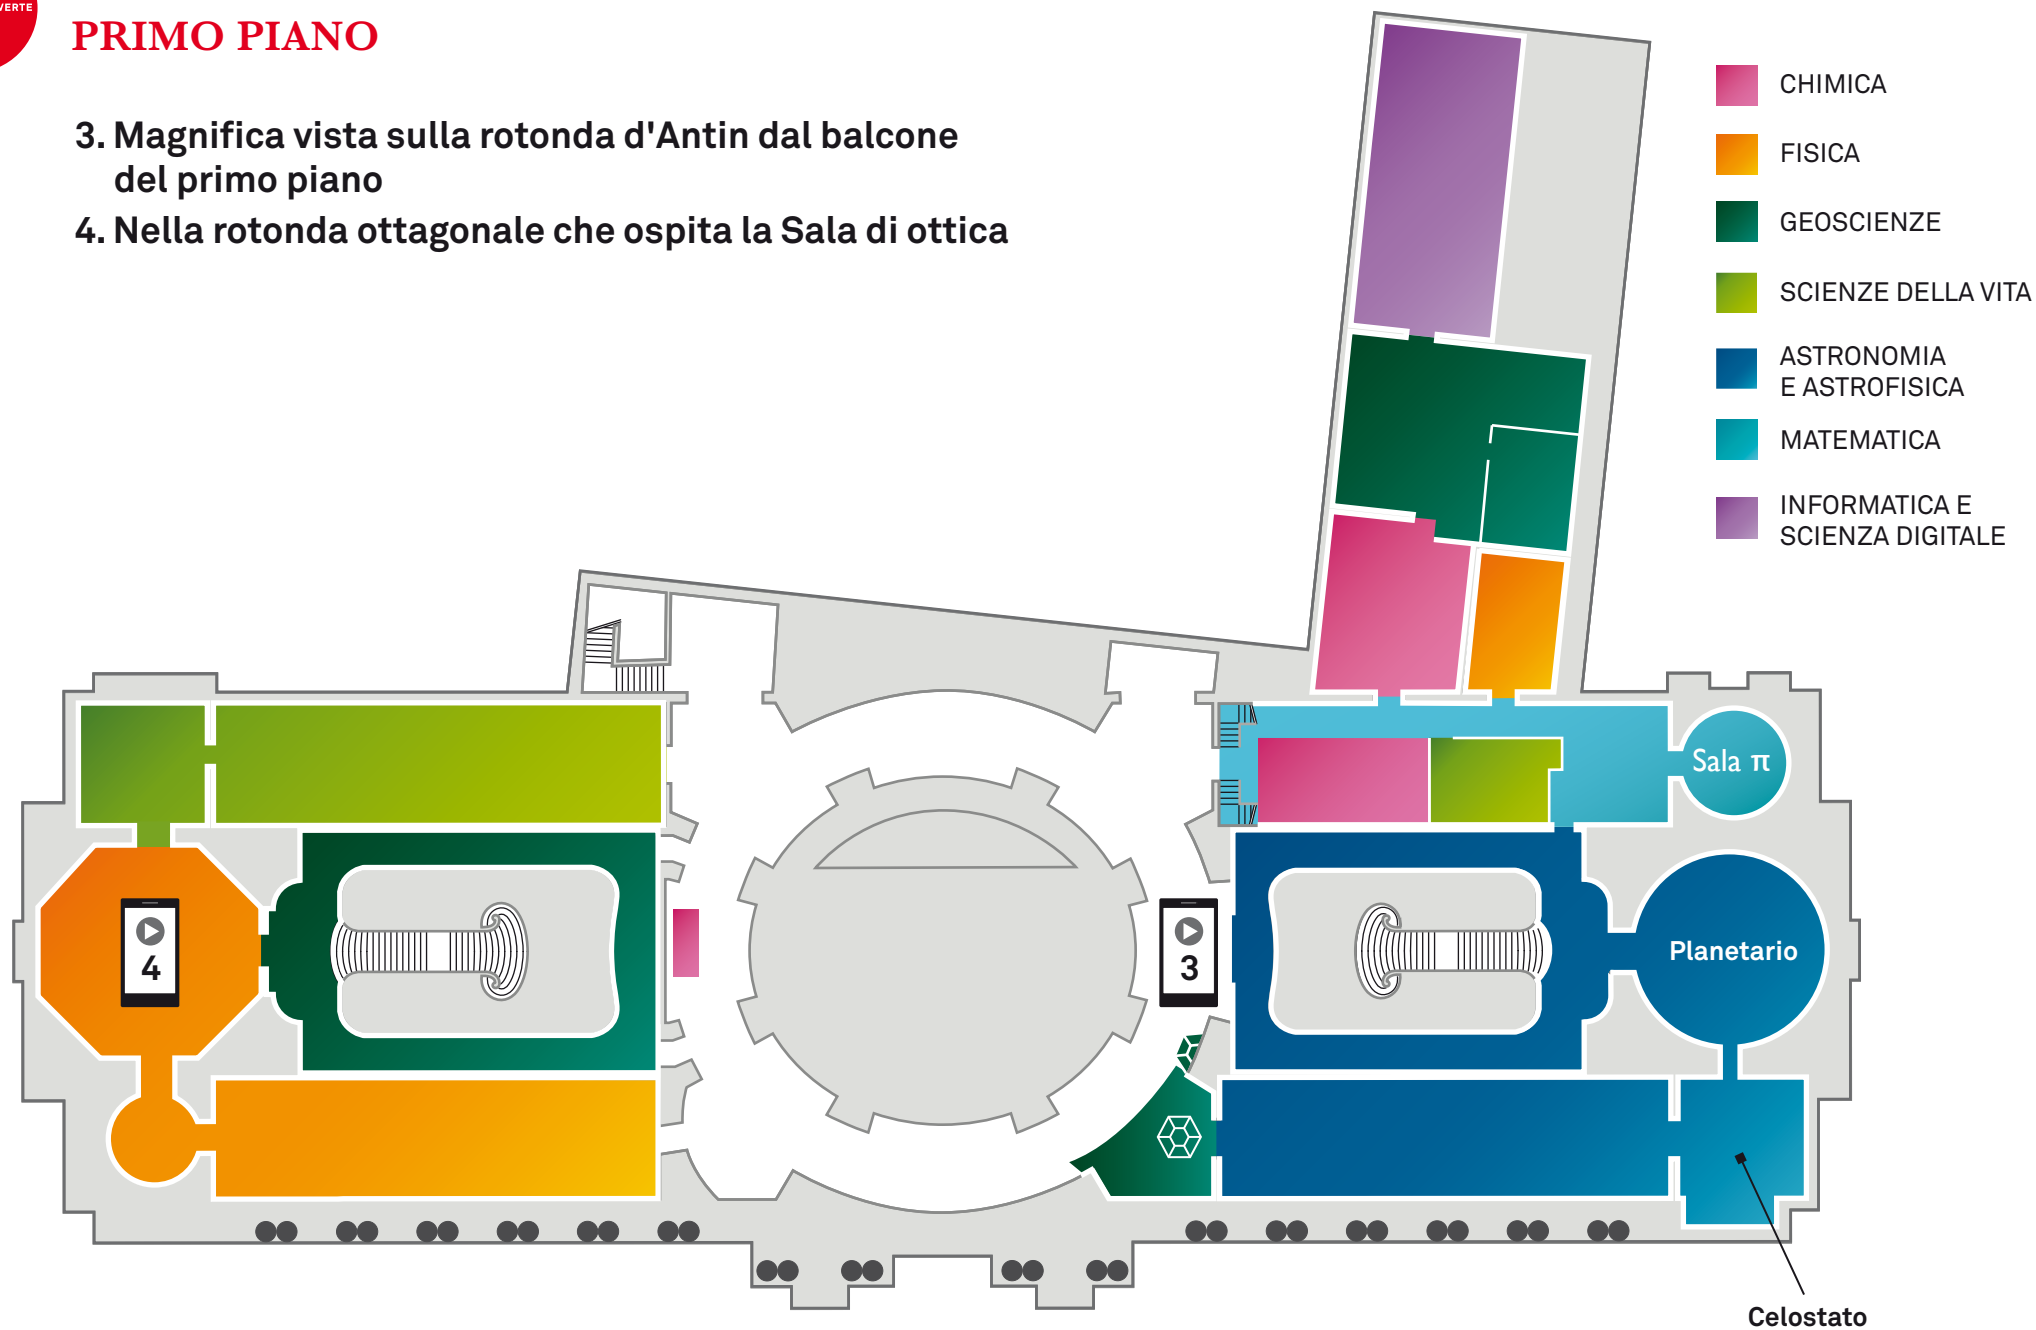 PRIMO PIANO
3. Magnifica vista sulla rotonda d'Antin dal balcone
del primo piano
4. Nella rotonda ottagonale che ospita la Sala di ottica
CHIMICA
FISICA
GEOSCIENZE
SCIENZE DELLA VITA
ASTRONOMIA
E ASTROFISICA
MATEMATICA
INFORMATICA E
SCIENZA DIGITALE
Sala π
4
3
Planetario
Celostato